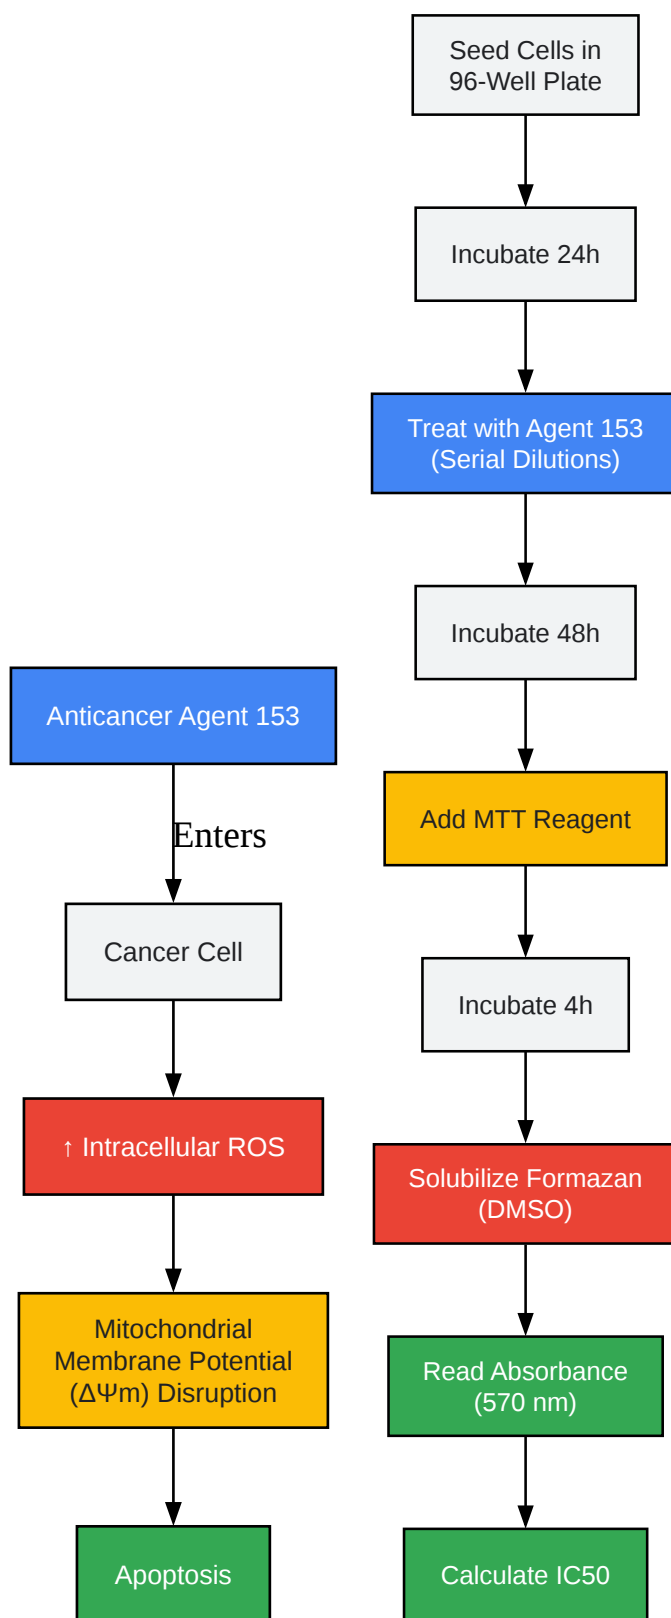 Seed Cells in
96-Well Plate
Incubate 24h
Treat with Agent 153
(Serial Dilutions)
Incubate 48h
Add MTT Reagent
Incubate 4h
Solubilize Formazan
(DMSO)
Read Absorbance
(570 nm)
Calculate IC50
Anticancer Agent 153
Enters
Cancer Cell
↑ Intracellular ROS
Mitochondrial
Membrane Potential
(ΔΨm) Disruption
Apoptosis